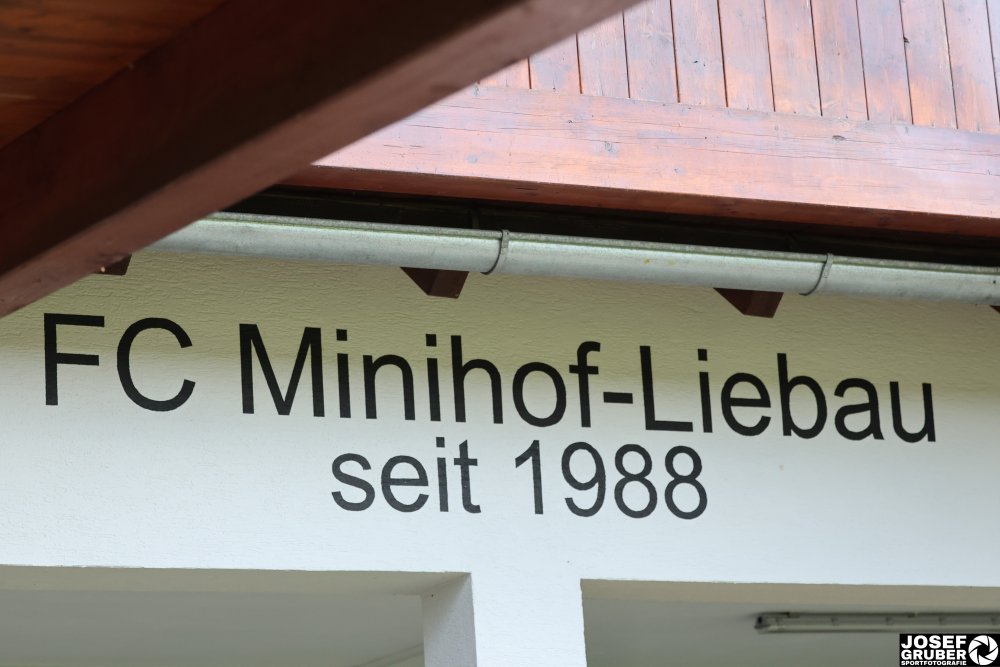 FC Minihof-Liebau
seit 1988
JOSEF
GRUBER
SPORTFOTOGRAFIE